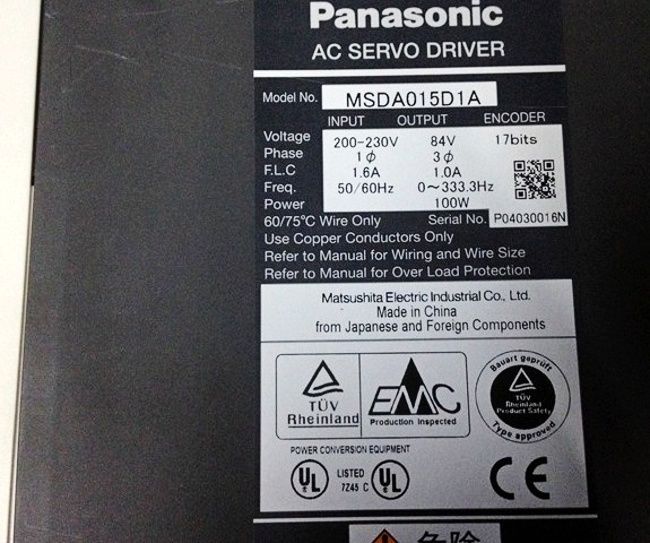 Panasonic
AC SERVO DRIVER
Model No. MSDA015D1A
INPUT OUTPUT ENCODER
Voltage 200-230V 84V 17bits
Phase 1ϕ 3ϕ
F.L.C 1.6A 1.0A
Freq. 50/60Hz 0~333.3Hz
Power 100W
60/75°C Wire Only Serial No. P04030016N
Use Copper Conductors Only
Refer to Manual for Wiring and Wire Size
Refer to Manual for Over Load Protection
Matsushita Electric Industrial Co., Ltd.
Made in China
from Japanese and Foreign Components
TÜV
Rheinland
EMC
Production Inspected
Bauart geprüft
TÜV
Rheinland
Product Safety
Type approved
POWER CONVERSION EQUIPMENT
UL LISTED UL
7Z45 C
CE
危険